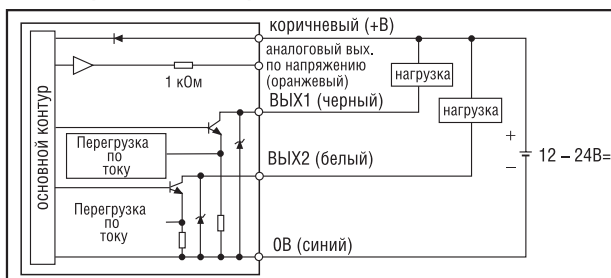 коричневый (+В)
аналоговый вых.
по напряжению
(оранжевый)
1 кОм
нагрузка
ВЫХ1 (черный)
нагрузка
основной контур
Перегрузка
по
току
ВЫХ2 (белый)
+
12 – 24В=
–
Перегрузка
по
току
0В (синий)